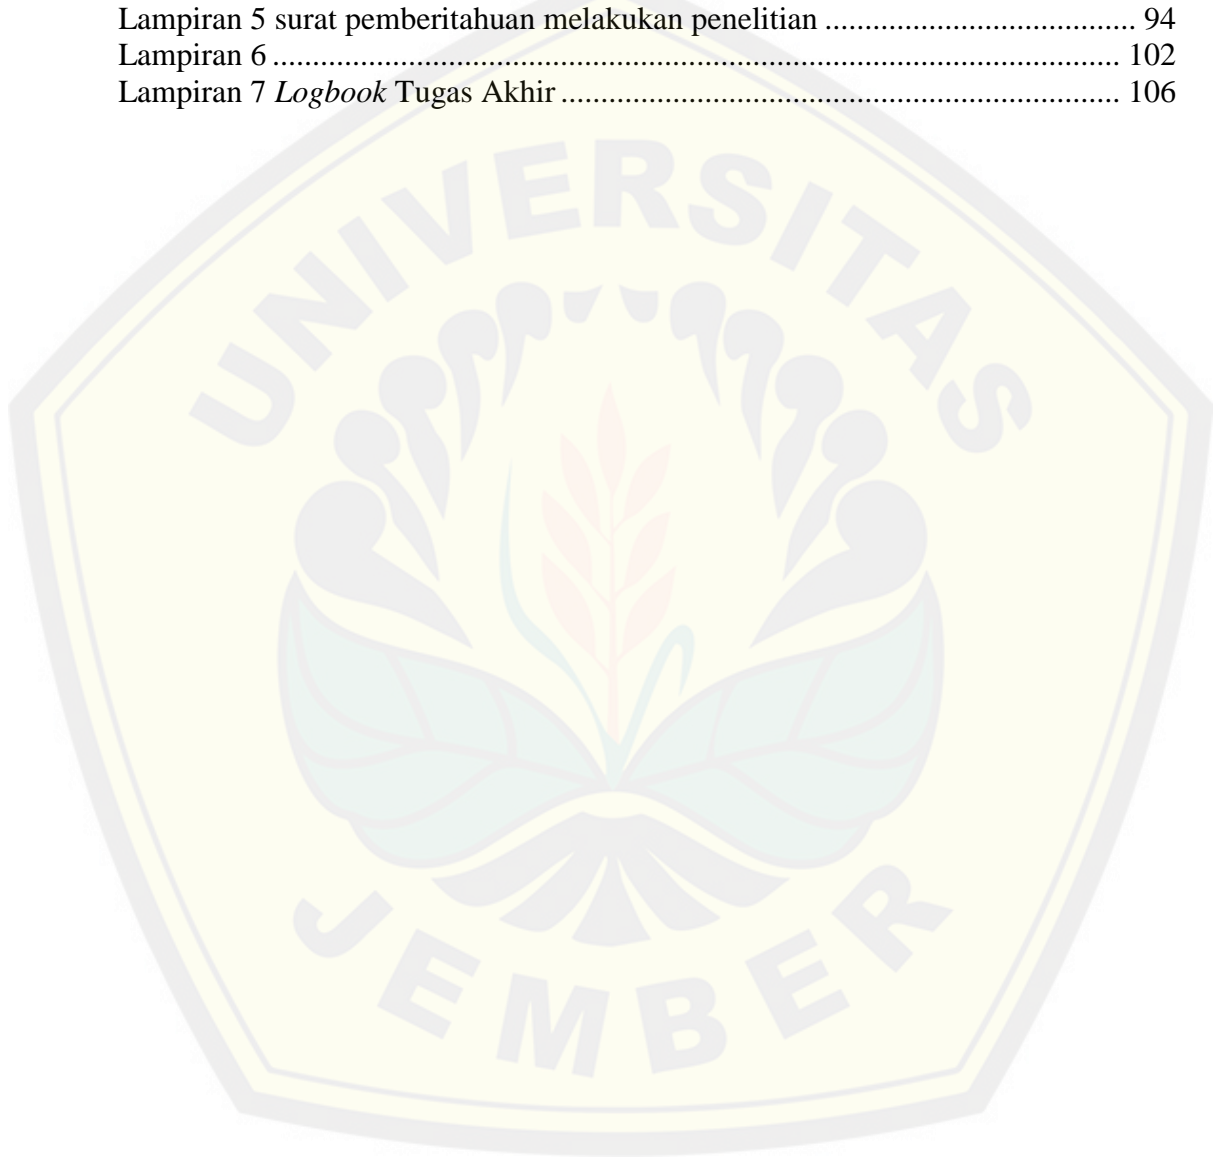 Lampiran 5 surat pemberitahuan melakukan penelitian ....................................... 94
Lampiran 6 .......................................................................................................... 102
Lampiran 7 Logbook Tugas Akhir ...................................................................... 106
UNIVERSITAS
JEMBER